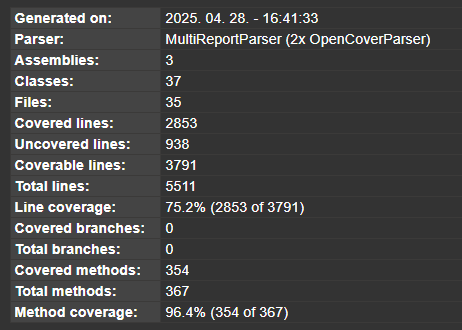 Generated on: 2025. 04. 28. - 16:41:33
Parser: MultiReportParser (2x OpenCoverParser)
Assemblies: 3
Classes: 37
Files: 35
Covered lines: 2853
Uncovered lines: 938
Coverable lines: 3791
Total lines: 5511
Line coverage: 75.2% (2853 of 3791)
Covered branches: 0
Total branches: 0
Covered methods: 354
Total methods: 367
Method coverage: 96.4% (354 of 367)